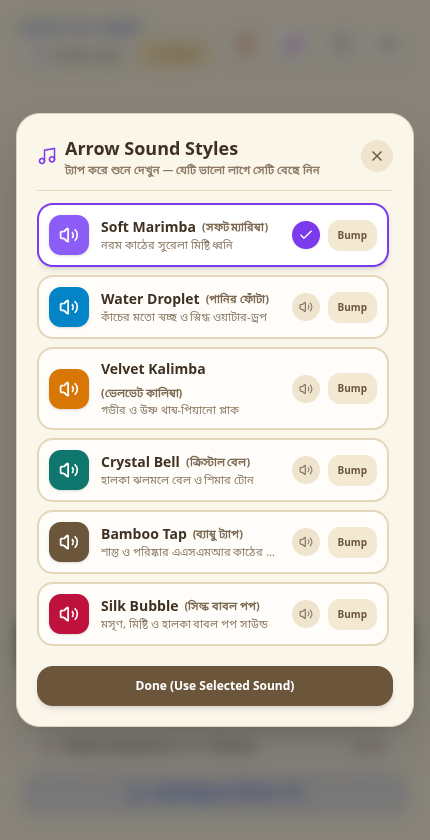 Arrow Sound Styles
ট্যাপ করে শুনে দেখুন — যেটি ভালো লাগে সেটি বেছে নিন
Soft Marimba (সফট ম্যারিম্বা)
নরম কাঠের সুরেলা মিষ্টি ধ্বনি
Bump
Water Droplet (পানির ফোঁটা)
কাঁচের মতো স্বচ্ছ ও স্নিগ্ধ ওয়াটার-ড্রপ
Bump
Velvet Kalimba
(ভেলভেট কালিম্বা)
গভীর ও উষ্ণ থাম্ব-পিয়ানো প্লাক
Bump
Crystal Bell (ক্রিস্টাল বেল)
হালকা ঝলমলে বেল ও শিমার টোন
Bump
Bamboo Tap (ব্যাম্বু ট্যাপ)
শান্ত ও পরিষ্কার এএসএমআর কাঠের ...
Bump
Silk Bubble (সিল্ক বাবল পপ)
মসৃণ, মিষ্টি ও হালকা বাবল পপ সাউন্ড
Bump
Done (Use Selected Sound)